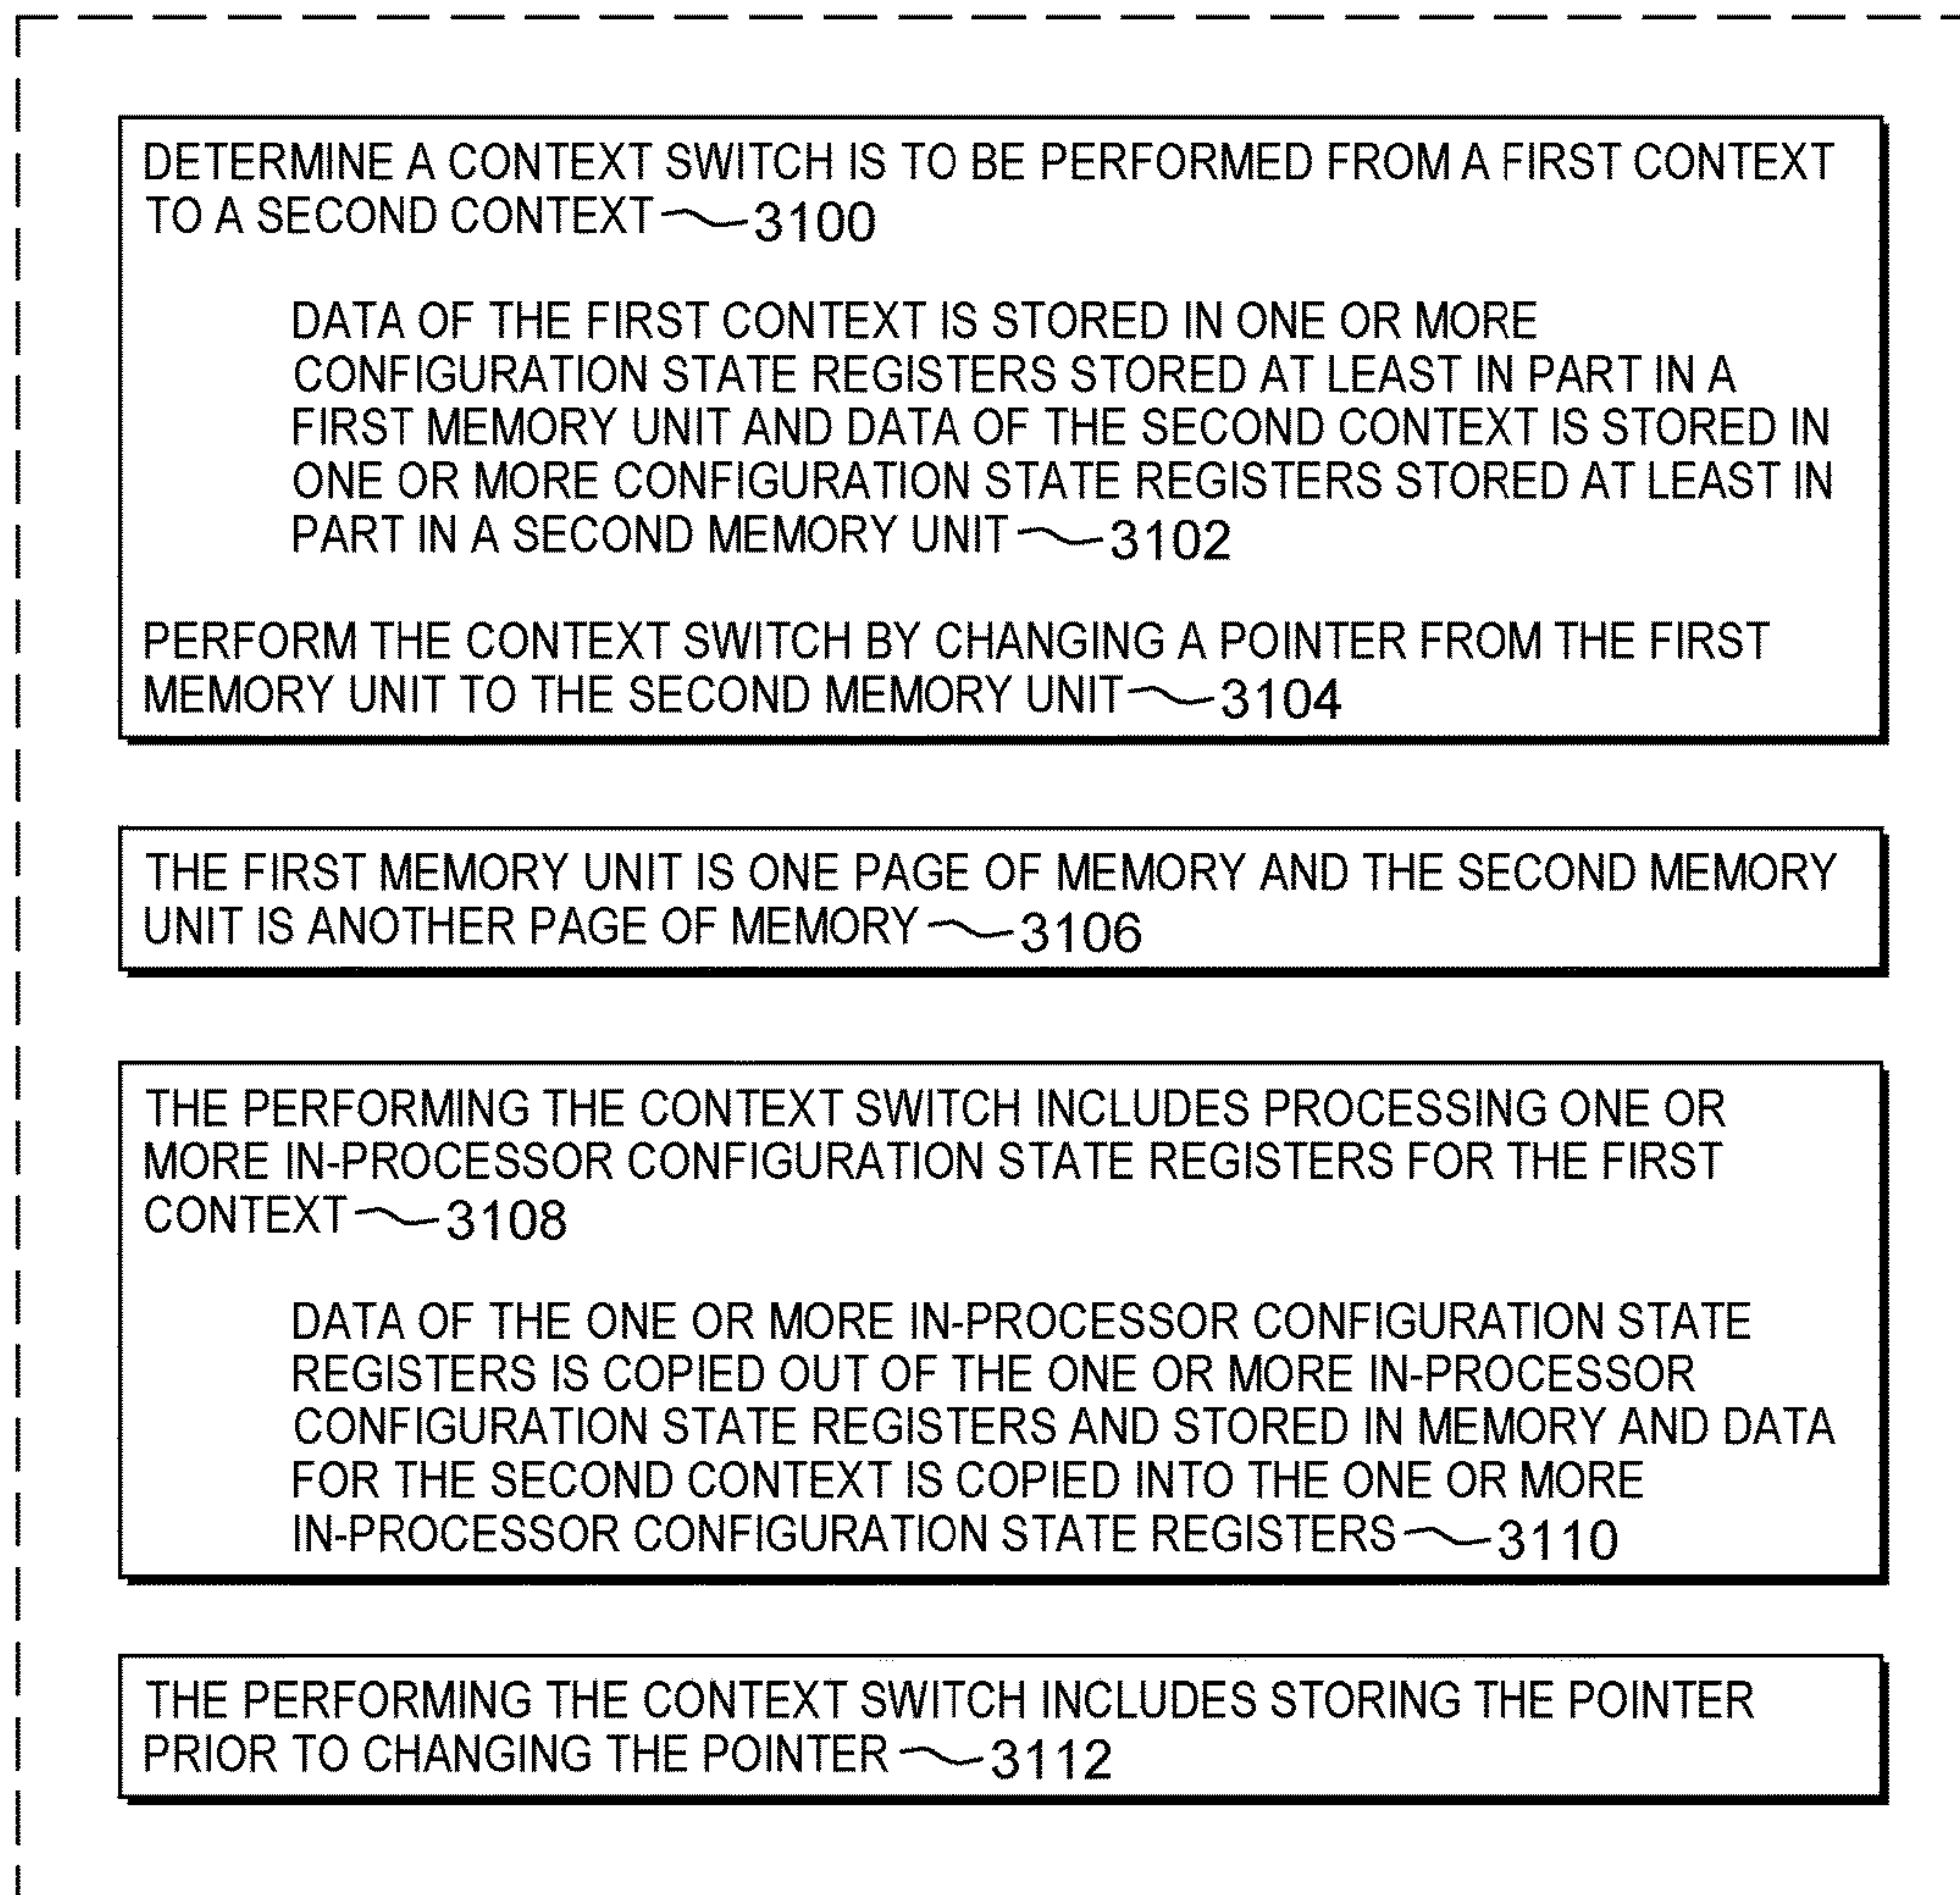 DETERMINE A CONTEXT SWITCH IS TO BE PERFORMED FROM A FIRST CONTEXT
TO A SECOND CONTEXT 3100
DATA OF THE FIRST CONTEXT IS STORED IN ONE OR MORE
CONFIGURATION STATE REGISTERS STORED AT LEAST IN PART IN A
FIRST MEMORY UNIT AND DATA OF THE SECOND CONTEXT IS STORED IN
ONE OR MORE CONFIGURATION STATE REGISTERS STORED AT LEAST IN
PART IN A SECOND MEMORY UNIT 3102
PERFORM THE CONTEXT SWITCH BY CHANGING A POINTER FROM THE FIRST
MEMORY UNIT TO THE SECOND MEMORY UNIT 3104
THE FIRST MEMORY UNIT IS ONE PAGE OF MEMORY AND THE SECOND MEMORY
UNIT IS ANOTHER PAGE OF MEMORY 3106
THE PERFORMING THE CONTEXT SWITCH INCLUDES PROCESSING ONE OR
MORE IN-PROCESSOR CONFIGURATION STATE REGISTERS FOR THE FIRST
CONTEXT 3108
DATA OF THE ONE OR MORE IN-PROCESSOR CONFIGURATION STATE
REGISTERS IS COPIED OUT OF THE ONE OR MORE IN-PROCESSOR
CONFIGURATION STATE REGISTERS AND STORED IN MEMORY AND DATA
FOR THE SECOND CONTEXT IS COPIED INTO THE ONE OR MORE
IN-PROCESSOR CONFIGURATION STATE REGISTERS 3110
THE PERFORMING THE CONTEXT SWITCH INCLUDES STORING THE POINTER
PRIOR TO CHANGING THE POINTER 3112